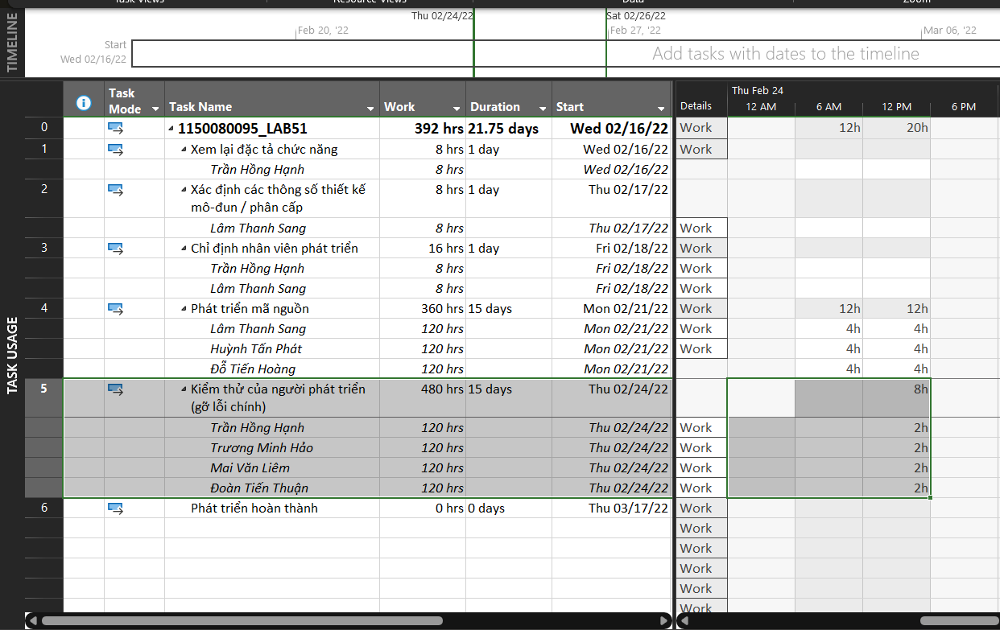 Task Views Resource Views Data Zoom
TIMELINE
Thu 02/24/22 Sat 02/26/22
Feb 20, '22 Feb 27, '22 Mar 06, '22
Start
Wed 02/16/22
Add tasks with dates to the timeline
TASK USAGE
Task Mode Task Name Work Duration Start Details Thu Feb 24
12 AM 6 AM 12 PM 6 PM
0 1150080095_LAB51 392 hrs 21.75 days Wed 02/16/22 Work 12h 20h
1 Xem lại đặc tả chức năng 8 hrs 1 day Wed 02/16/22 Work
Trần Hồng Hạnh 8 hrs Wed 02/16/22
2 Xác định các thông số thiết kế 8 hrs 1 day Thu 02/17/22
mô-đun / phân cấp
Lâm Thanh Sang 8 hrs Thu 02/17/22 Work
3 Chỉ định nhân viên phát triển 16 hrs 1 day Fri 02/18/22 Work
Trần Hồng Hạnh 8 hrs Fri 02/18/22 Work
Lâm Thanh Sang 8 hrs Fri 02/18/22 Work
4 Phát triển mã nguồn 360 hrs 15 days Mon 02/21/22 Work 12h 12h
Lâm Thanh Sang 120 hrs Mon 02/21/22 Work 4h 4h
Huỳnh Tấn Phát 120 hrs Mon 02/21/22 Work 4h 4h
Đỗ Tiến Hoàng 120 hrs Mon 02/21/22 4h 4h
5 Kiểm thử của người phát triển 480 hrs 15 days Thu 02/24/22 8h
(gỡ lỗi chính)
Trần Hồng Hạnh 120 hrs Thu 02/24/22 Work 2h
Trương Minh Hảo 120 hrs Thu 02/24/22 Work 2h
Mai Văn Liêm 120 hrs Thu 02/24/22 Work 2h
Đoàn Tiến Thuận 120 hrs Thu 02/24/22 Work 2h
6 Phát triển hoàn thành 0 hrs 0 days Thu 03/17/22 Work
Work
Work
Work
Work
Work